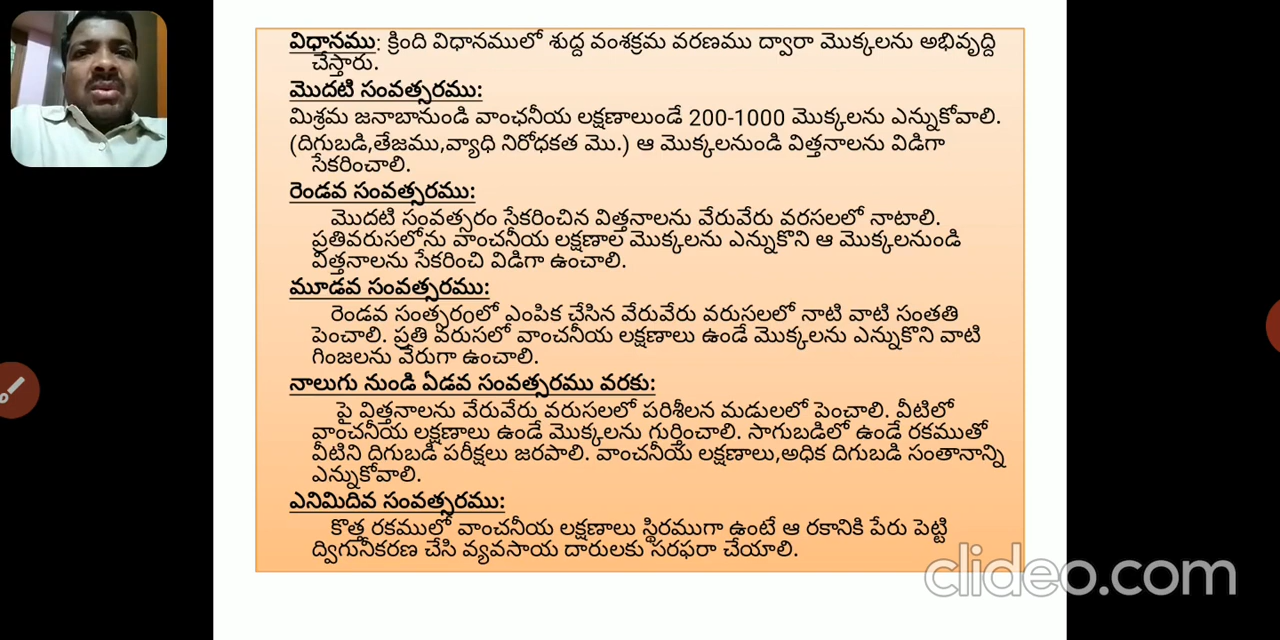 విధానము: క్రింది విధానములో శుద్ద వంశక్రమ వరణము ద్వారా మొక్కలను అభివృద్ది
చేస్తారు.
మొదటి సంవత్సరము:
మిశ్రమ జనాబానుండి వాంఛనీయ లక్షణాలుండే 200-1000 మొక్కలను ఎన్నుకోవాలి.
(దిగుబడి,తేజము,వ్యాధి నిరోధకత మొ.) ఆ మొక్కలనుండి విత్తనాలను విడిగా
సేకరించాలి.
రెండవ సంవత్సరము:
మొదటి సంవత్సరం సేకరించిన విత్తనాలను వేరువేరు వరసలలో నాటాలి.
ప్రతివరుసలోను వాంచనీయ లక్షణాల మొక్కలను ఎన్నుకొని ఆ మొక్కలనుండి
విత్తనాలను సేకరించి విడిగా ఉంచాలి.
మూడవ సంవత్సరము:
రెండవ సంత్సరంలో ఎంపిక చేసిన వేరువేరు వరుసలలో నాటి వాటి సంతతి
పెంచాలి. ప్రతి వరుసలో వాంచనీయ లక్షణాలు ఉండే మొక్కలను ఎన్నుకొని వాటి
గింజలను వేరుగా ఉంచాలి.
నాలుగు నుండి ఏడవ సంవత్సరము వరకు:
పై విత్తనాలను వేరువేరు వరుసలలో పరిశీలన మడులలో పెంచాలి. వీటిలో
వాంచనీయ లక్షణాలు ఉండే మొక్కలను గుర్తించాలి. సాగుబడిలో ఉండే రకముతో
వీటిని దిగుబడి పరీక్షలు జరపాలి. వాంచనీయ లక్షణాలు,అధిక దిగుబడి సంతానాన్ని
ఎన్నుకోవాలి.
ఎనిమిదివ సంవత్సరము:
కొత్త రకములో వాంచనీయ లక్షణాలు స్థిరముగా ఉంటే ఆ రకానికి పేరు పెట్టి
ద్విగునీకరణ చేసి వ్యవసాయ దారులకు సరఫరా చేయాలి.
clideo.com